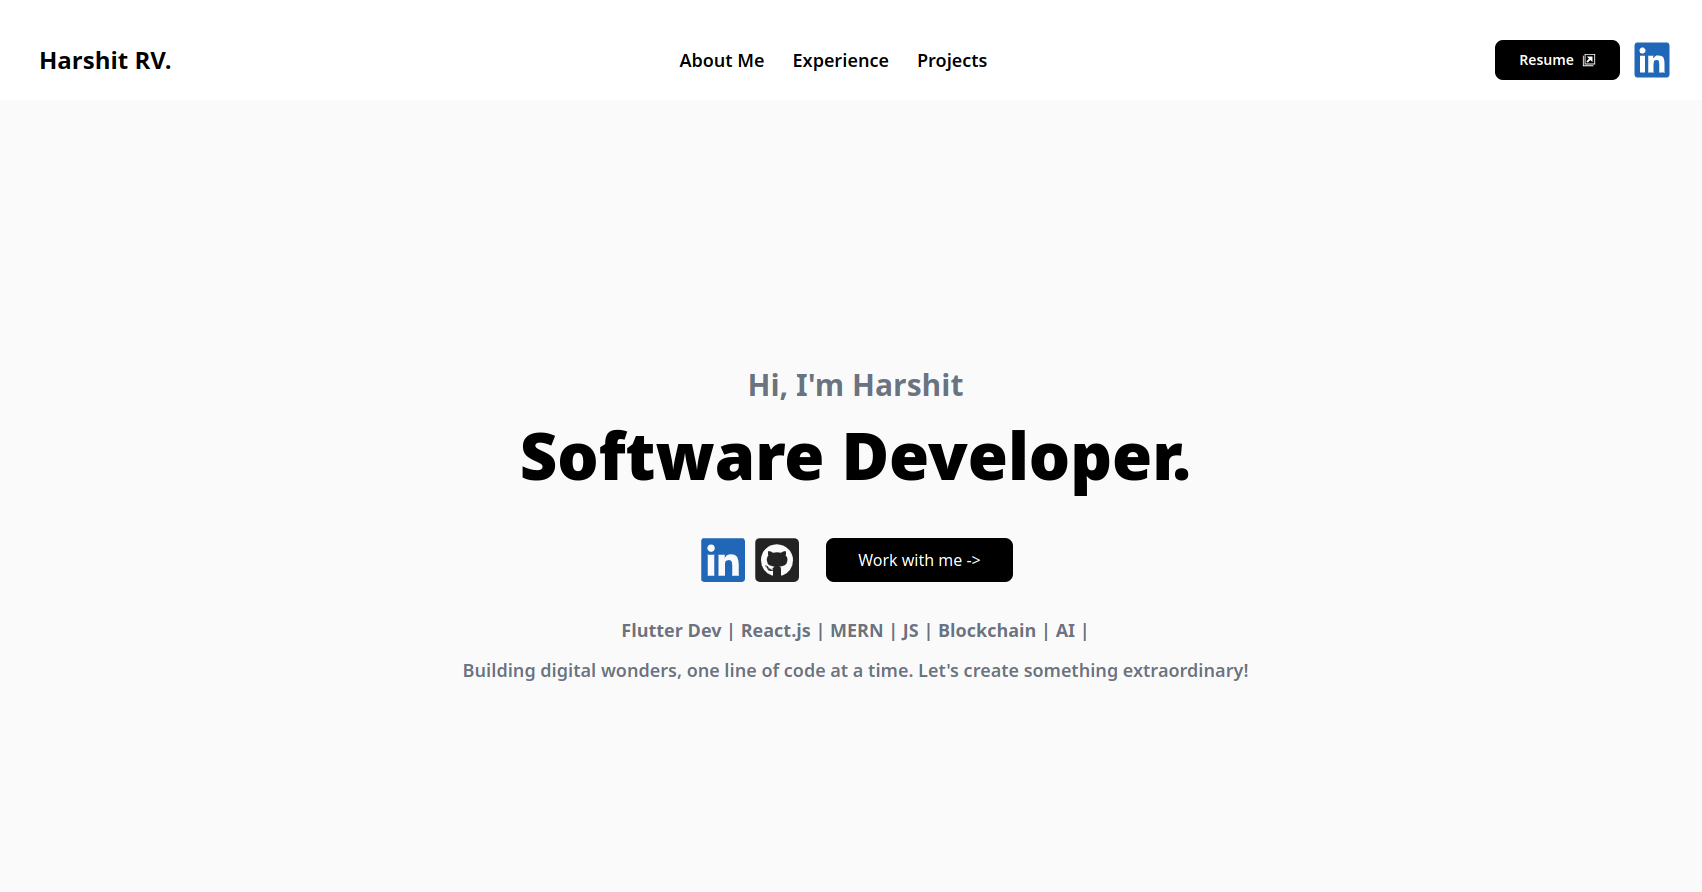 Harshit RV.
About Me
Experience
Projects
Resume
in
Hi, I'm Harshit
Software Developer.
in
Work with me ->
Flutter Dev | React.js | MERN | JS | Blockchain | AI |
Building digital wonders, one line of code at a time. Let's create something extraordinary!